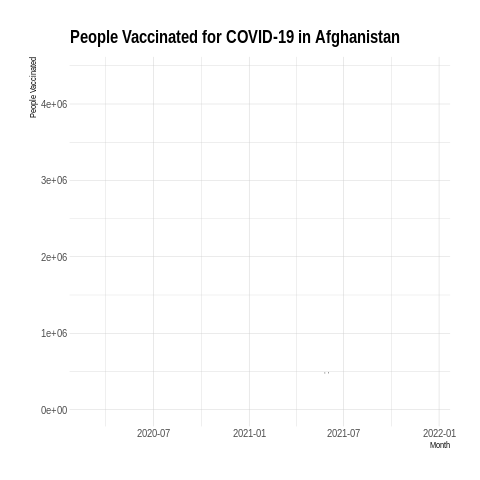 People Vaccinated for COVID-19 in Afghanistan
People Vaccinated
4e+06
3e+06
2e+06
1e+06
0e+00
2020-07 2021-01 2021-07 2022-01
Month